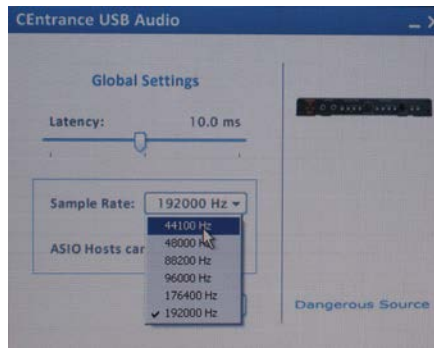 CEntrance USB Audio
Global Settings
Latency: 10.0 ms
Sample Rate: 192000 Hz
44100 Hz
ASIO Hosts car
48000 Hz
88200 Hz
96000 Hz
176400 Hz
192000 Hz
Dangerous Source